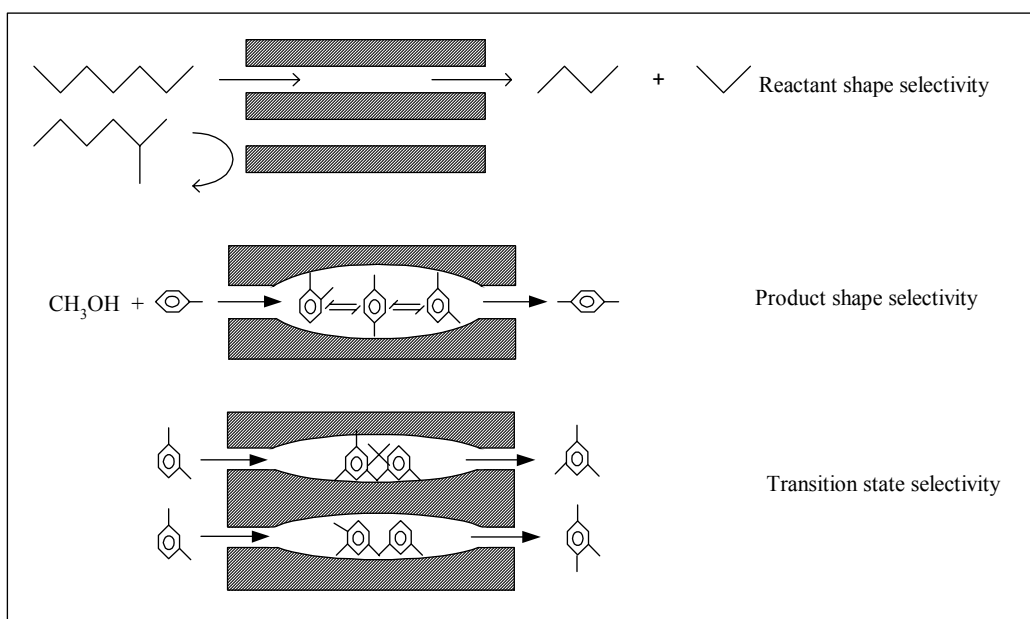 + Reactant shape selectivity
CH₃OH + Product shape selectivity
Transition state selectivity